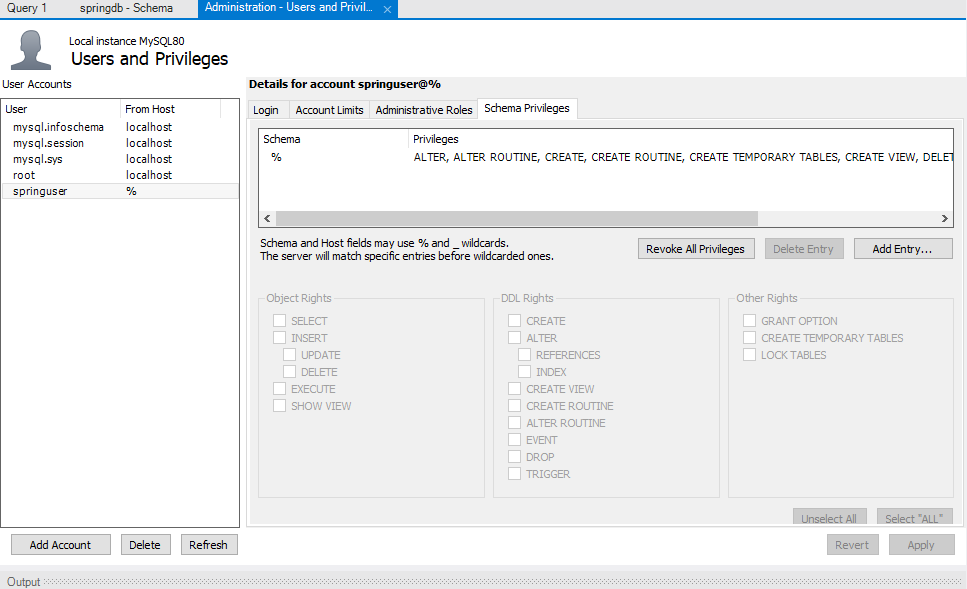 Query 1 springdb - Schema Administration - Users and Privil...
Local instance MySQL80
Users and Privileges
User Accounts
User From Host
mysql.infoschema localhost
mysql.session localhost
mysql.sys localhost
root localhost
springuser %
Add Account Delete Refresh
Details for account springuser@%
Login Account Limits Administrative Roles Schema Privileges
Schema Privileges
% ALTER, ALTER ROUTINE, CREATE, CREATE ROUTINE, CREATE TEMPORARY TABLES, CREATE VIEW, DELET
Schema and Host fields may use % and _ wildcards.
The server will match specific entries before wildcarded ones.
Revoke All Privileges Delete Entry Add Entry...
Object Rights
SELECT
INSERT
UPDATE
DELETE
EXECUTE
SHOW VIEW
DDL Rights
CREATE
ALTER
REFERENCES
INDEX
CREATE VIEW
CREATE ROUTINE
ALTER ROUTINE
EVENT
DROP
TRIGGER
Other Rights
GRANT OPTION
CREATE TEMPORARY TABLES
LOCK TABLES
Unselect All Select "ALL"
Revert Apply
Output